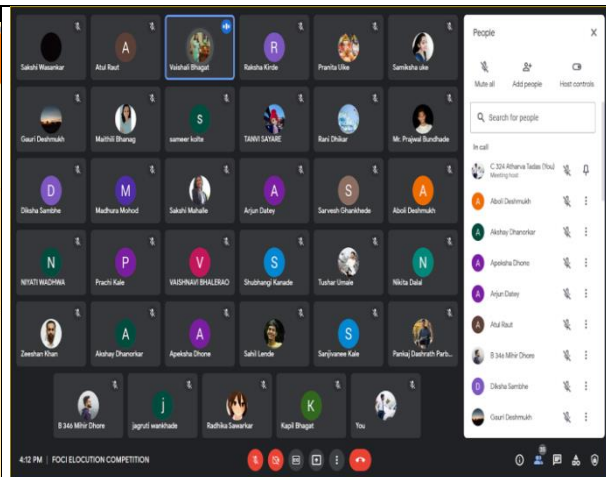 Sakshi Wasankar
A
Atul Raut
Vaishali Bhagat
R
Raksha Kirde
Pranita Uike
Samiksha uke
Gauri Deshmukh
Maithili Bhanag
S
sameer kolte
TANVI SAYARE
Rani Dhikar
Mr. Prajwal Bundhade
D
Diksha Sambhe
M
Madhura Mohod
Sakshi Mahalle
A
Arjun Datey
S
Sarvesh Ghankhede
A
Aboli Deshmukh
N
NIYATI WADHWA
P
Prachi Kale
V
VAISHNAVI BHALERAO
S
Shubhangi Kanade
Tushar Umale
N
Nikita Dalal
Zeeshan Khan
A
Akshay Dhanorkar
A
Apeksha Dhone
Sahil Lende
S
Sanjivanee Kale
Pankaj Dashrath Parb...
B 346 Mihir Dhore
j
jagruti wankhade
Radhika Sawarkar
K
Kapil Bhagat
You
4:12 PM | FOCI ELOCUTION COMPETITION
People
Mute all
Add people
Host controls
Search for people
In call
C 324 Atharva Tadas (You)
Meeting host
Aboli Deshmukh
A
Akshay Dhanorkar
A
Apeksha Dhone
A
Arjun Datey
A
Atul Raut
B 346 Mihir Dhore
D
Diksha Sambhe
Gauri Deshmukh